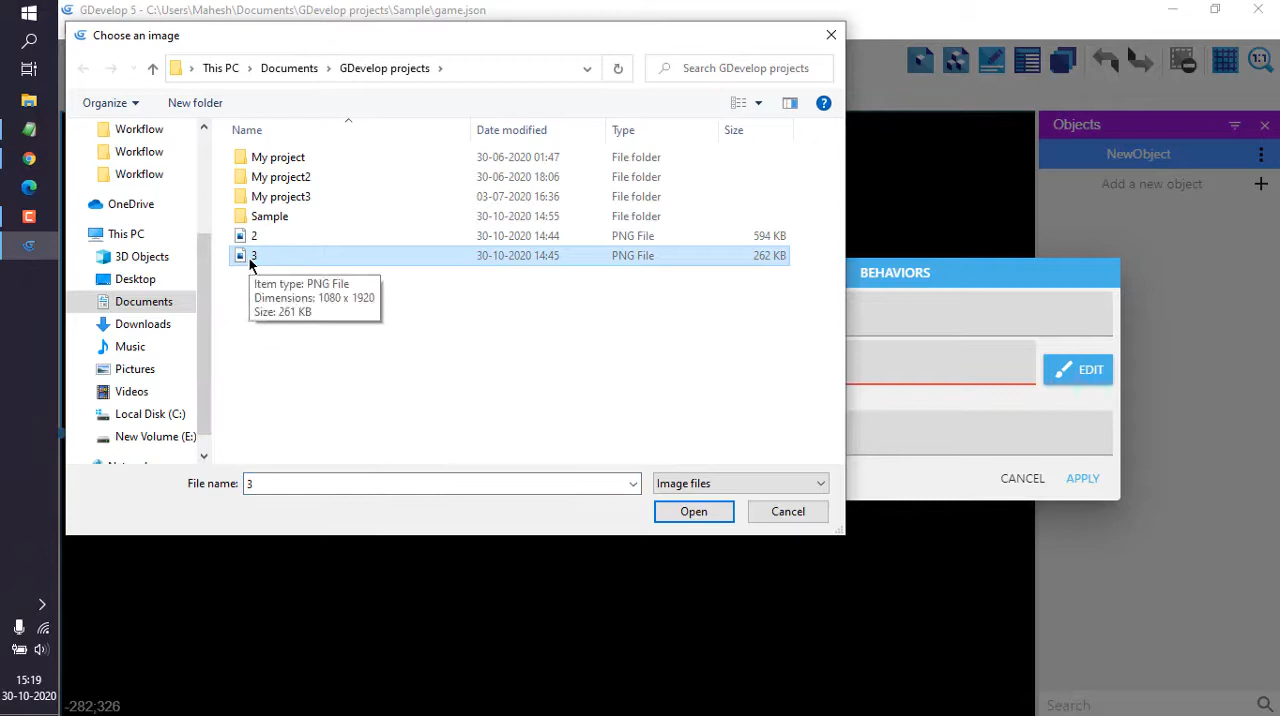 GDevelop 5 - C:\Users\Mahesh\Documents\GDevelop projects\Sample\game.json
Choose an image
This PC > Documents > GDevelop projects >
Search GDevelop projects
Organize
New folder
Name Date modified Type Size
Workflow
Workflow
Workflow
OneDrive
This PC
3D Objects
Desktop
Documents
Downloads
Music
Pictures
Videos
Local Disk (C:)
New Volume (E:)
My project 30-06-2020 01:47 File folder
My project2 30-06-2020 18:06 File folder
My project3 03-07-2020 16:36 File folder
Sample 30-10-2020 14:55 File folder
2 30-10-2020 14:44 PNG File 594 KB
3 30-10-2020 14:45 PNG File 262 KB
Item type: PNG File
Dimensions: 1080 x 1920
Size: 261 KB
File name: 3
Image files
Open
Cancel
1:1
Objects
NewObject
Add a new object
BEHAVIORS
EDIT
CANCEL
APPLY
Search
-282;326
15:19
30-10-2020